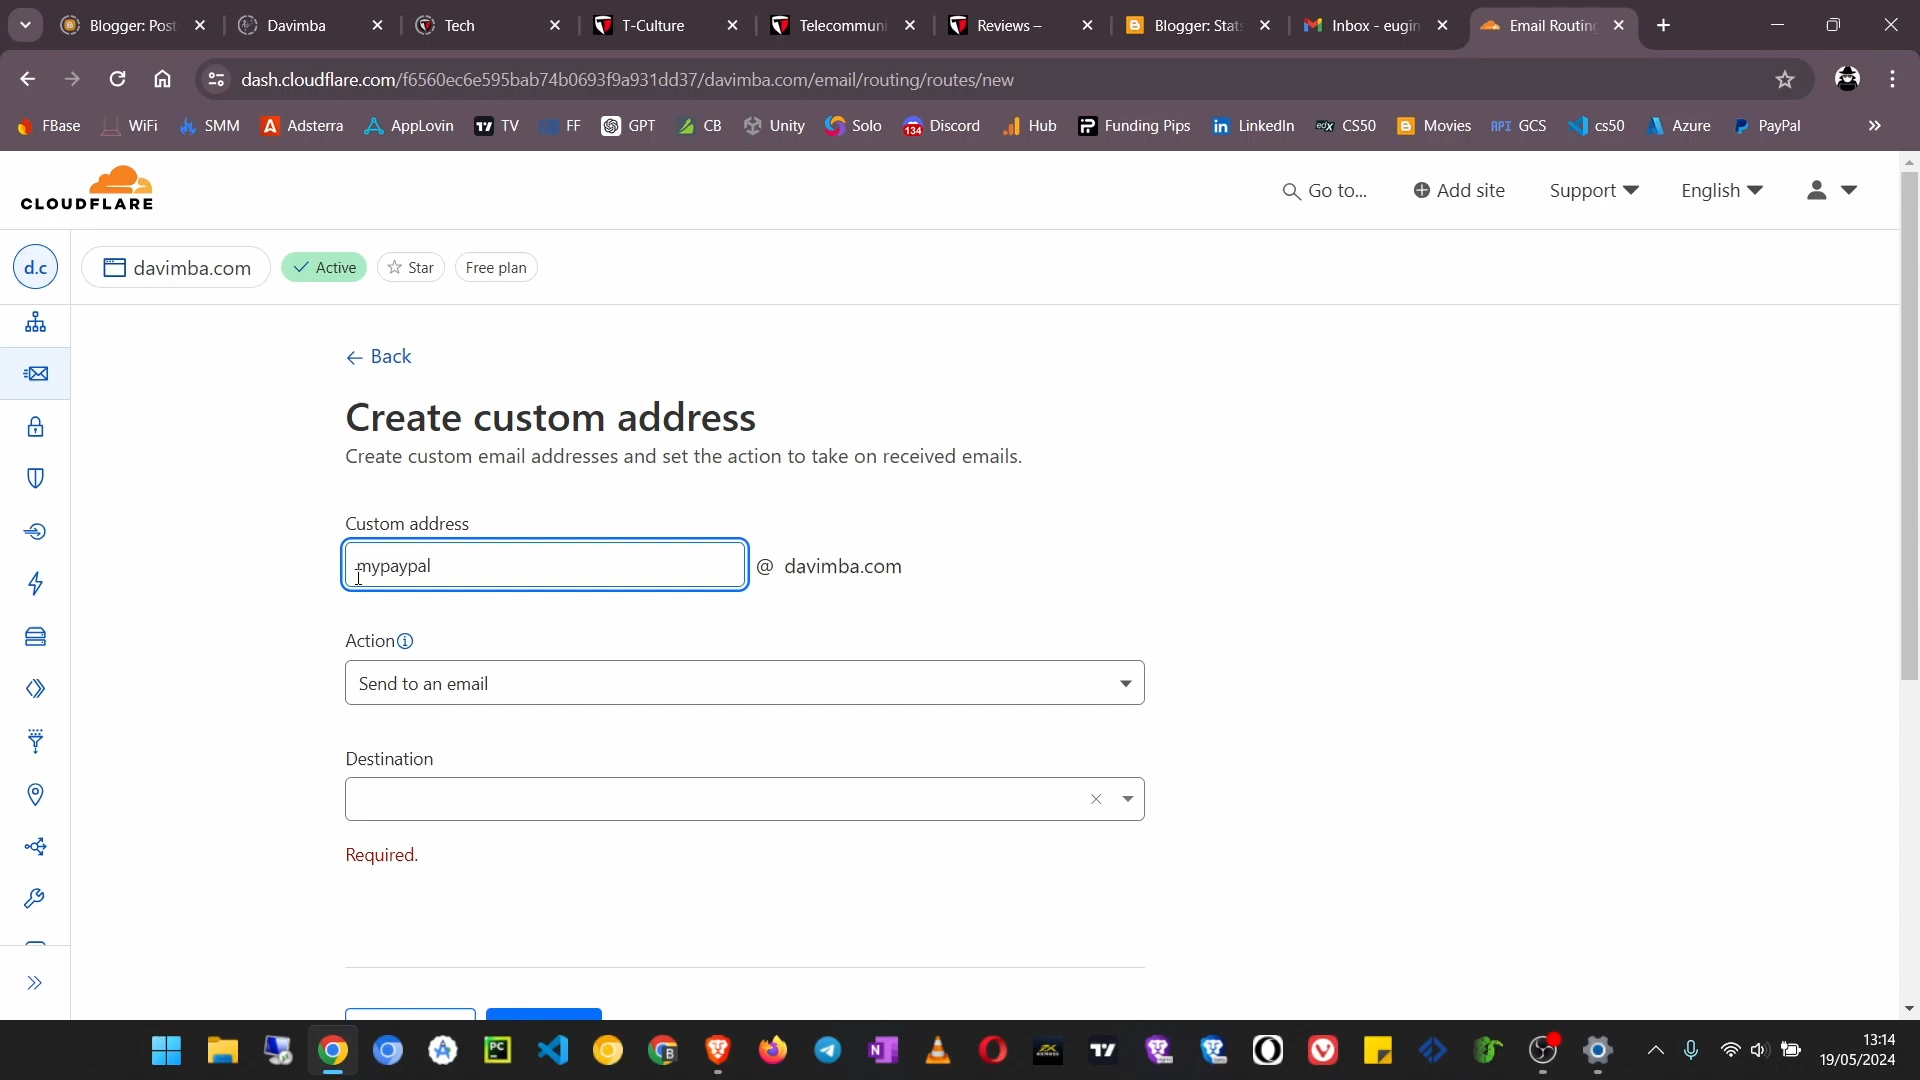 Blogger: Post
Davimba
Tech
T-Culture
Telecommuni
Reviews –
Blogger: Stats
Inbox - eugin
Email Routing
dash.cloudflare.com/f6560ec6e595bab74b0693f9a931dd37/davimba.com/email/routing/routes/new
FBase
WiFi
SMM
Adsterra
AppLovin
TV
FF
GPT
CB
Unity
Solo
134
Discord
Hub
Funding Pips
LinkedIn
edX
CS50
Movies
API
GCS
cs50
Azure
PayPal
CLOUDFLARE
Go to...
Add site
Support
English
d.c
davimba.com
Active
Star
Free plan
Back
Create custom address
Create custom email addresses and set the action to take on received emails.
Custom address
mypaypal
@ davimba.com
Action
Send to an email
Destination
Required.
13:14
19/05/2024